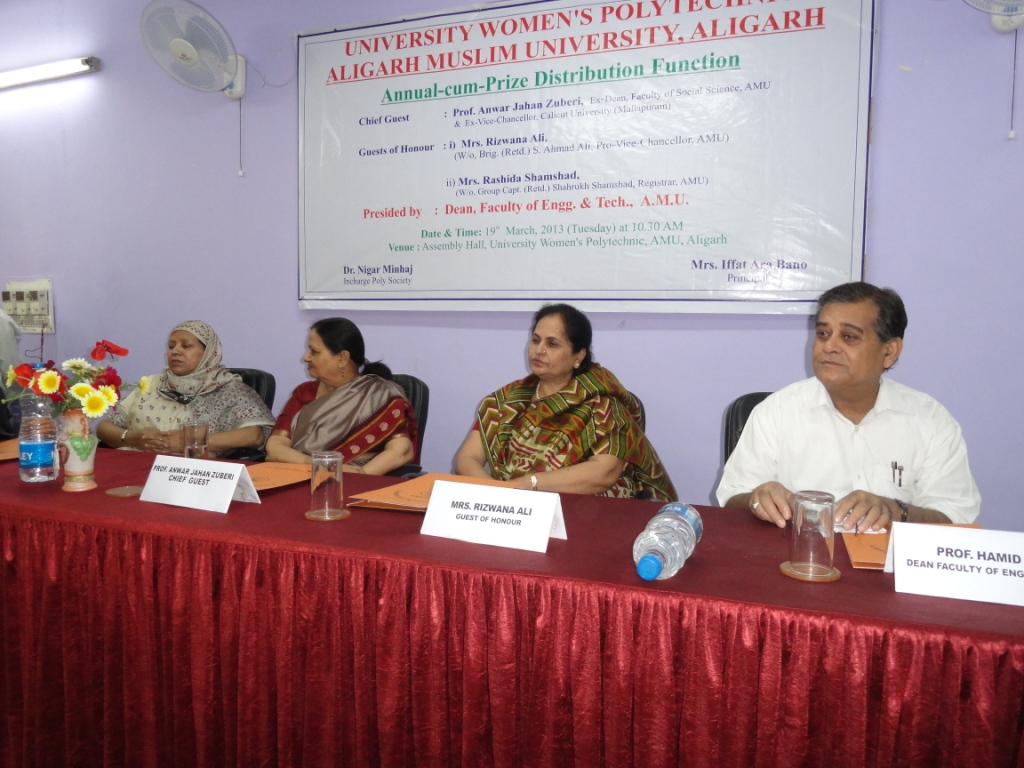 UNIVERSITY WOMEN'S POLYTECHNIC
ALIGARH MUSLIM UNIVERSITY, ALIGARH
Annual-cum-Prize Distribution Function
Chief Guest : Prof. Anwar Jahan Zuberi, Ex-Dean, Faculty of Social Science, AMU
& Ex-Vice-Chancellor, Calicut University (Mallapuram)
Guests of Honour : i) Mrs. Rizwana Ali,
(W/o, Brig. (Retd.) S. Ahmad Ali, Pro-Vice-Chancellor, AMU)
ii) Mrs. Rashida Shamshad,
(W/o, Group Capt. (Retd.) Shahrukh Shamshad, Registrar, AMU)
Presided by : Dean, Faculty of Engg. & Tech., A.M.U.
Date & Time: 19th March, 2013 (Tuesday) at 10.30 AM
Venue : Assembly Hall, University Women's Polytechnic, AMU, Aligarh
Dr. Nigar Minhaj
Incharge Poly Society
Mrs. Iffat Ara Bano
Principal
LEY
PROF. ANWAR JAHAN ZUBERI
CHIEF GUEST
MRS. RIZWANA ALI
GUEST OF HONOUR
PROF. HAMID
DEAN FACULTY OF ENG